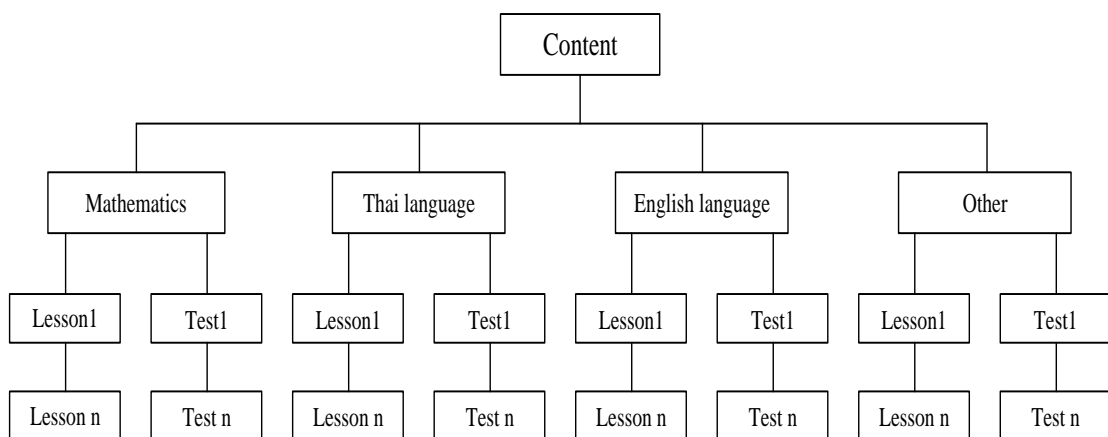 Content
Mathematics
Thai language
English language
Other
Lesson1
Test1
Lesson1
Test1
Lesson1
Test1
Lesson1
Test1
Lesson n
Test n
Lesson n
Test n
Lesson n
Test n
Lesson n
Test n